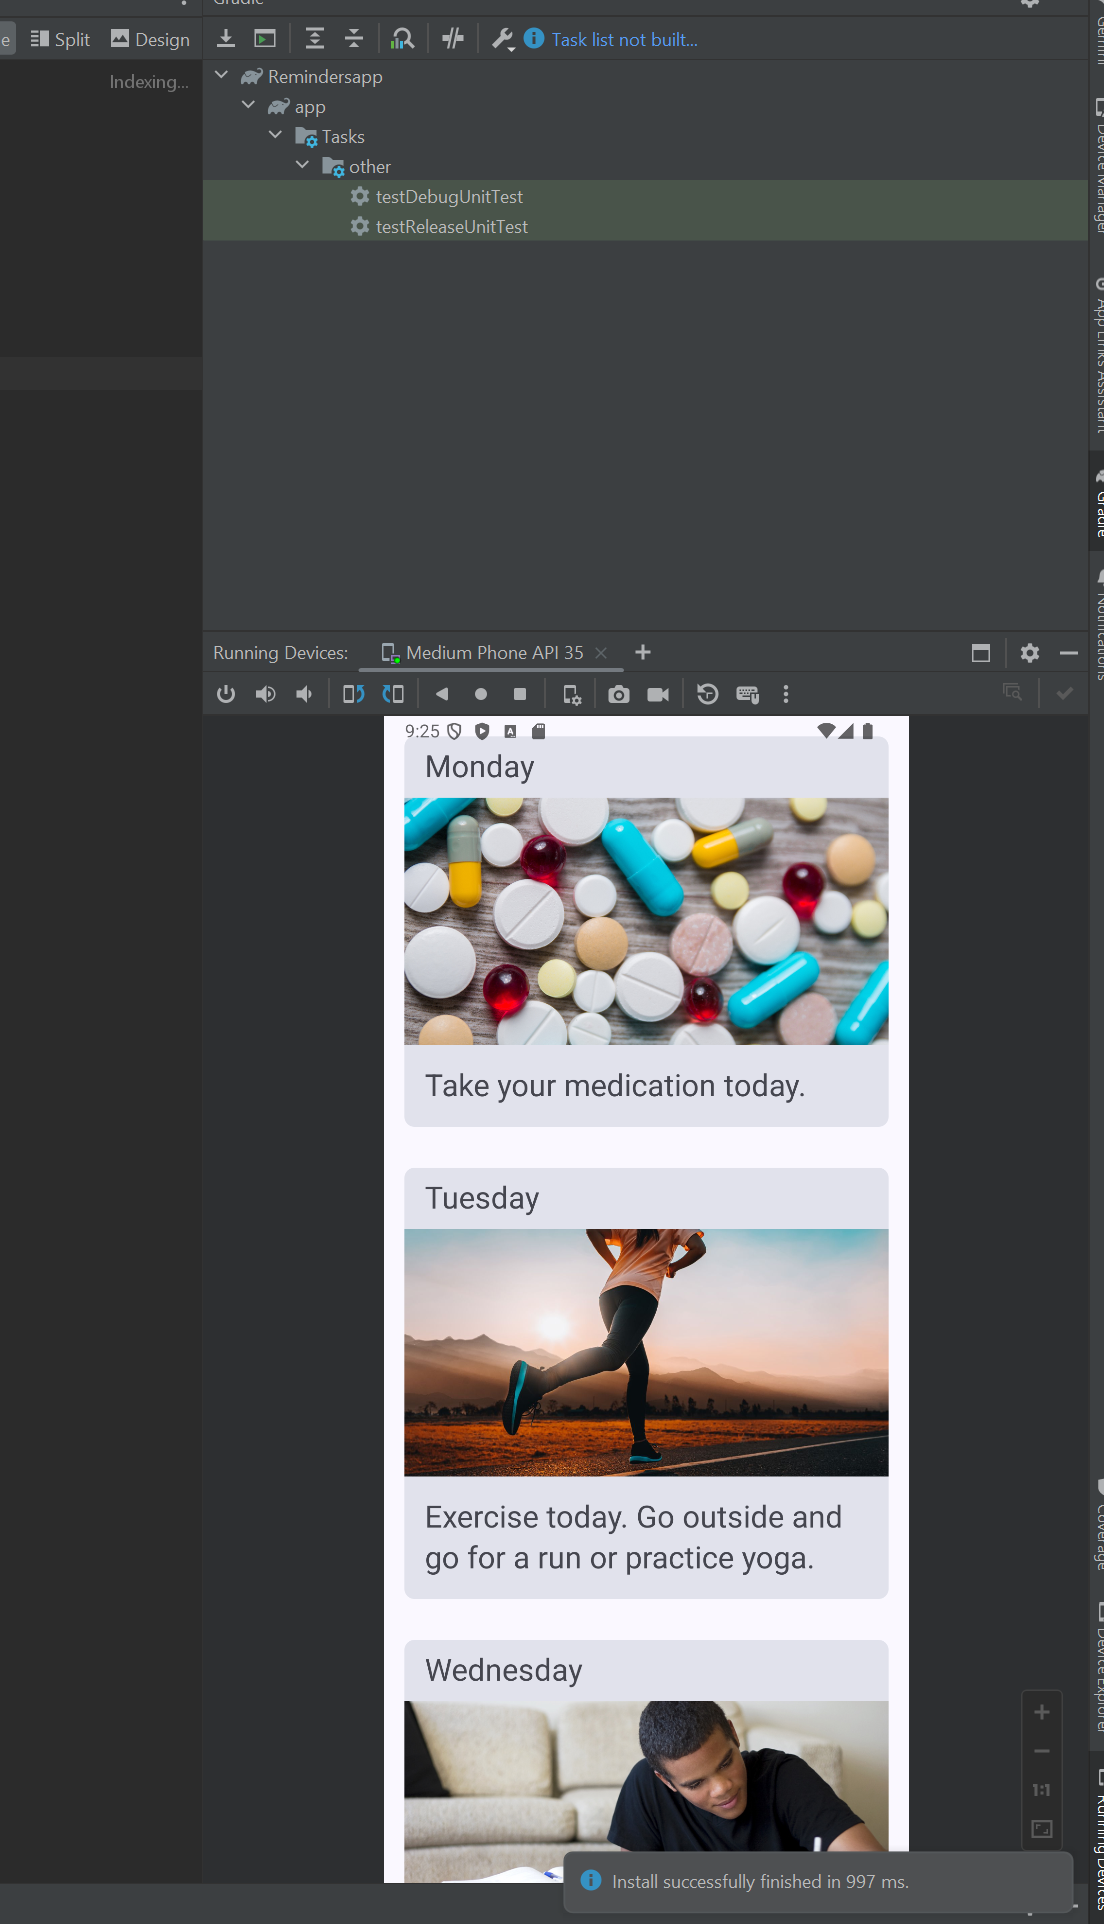 Gradle
e Split Design
Task list not built...
Indexing...
Remindersapp
app
Tasks
other
testDebugUnitTest
testReleaseUnitTest
Gemini
Device Manager
App Links Assistant
Gradle
Notifications
Running Devices:
Medium Phone API 35
9:25
A
Monday
Take your medication today.
Tuesday
Exercise today. Go outside and
go for a run or practice yoga.
Wednesday
1:1
Coverage
Device Explorer
Running Devices
Install successfully finished in 997 ms.